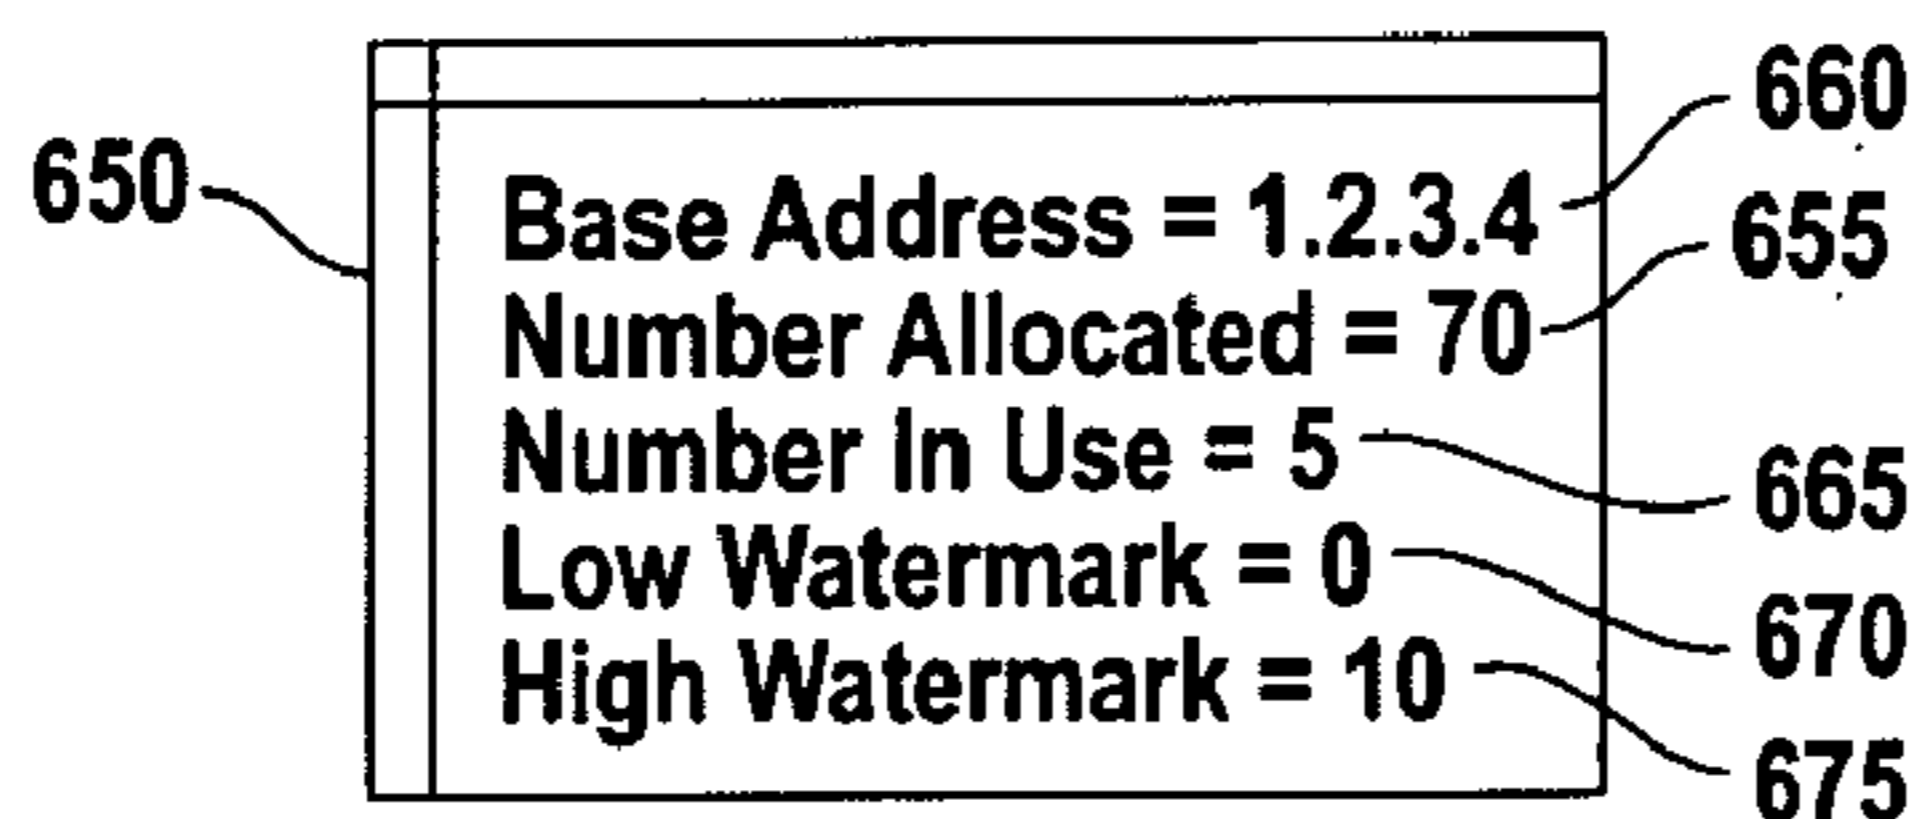 660
650
Base Address = 1.2.3.4
655
Number Allocated = 70
Number In Use = 5
665
Low Watermark = 0
670
High Watermark = 10
675